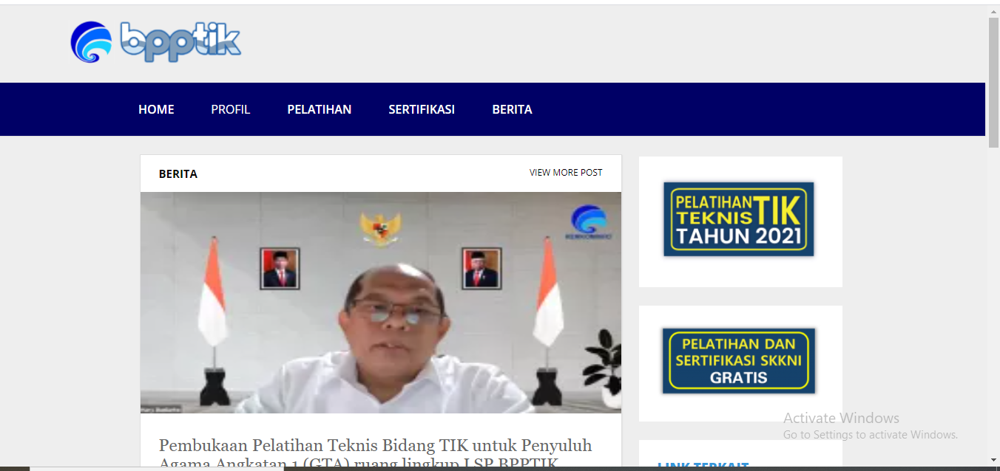 bpptik
HOME
PROFIL
PELATIHAN
SERTIFIKASI
BERITA
BERITA
VIEW MORE POST
PELATIHAN TIK
TEKNIS
TAHUN 2021
PELATIHAN DAN
SERTIFIKASI SKKNI
GRATIS
Activate Windows
Go to Settings to activate Windows.
Pembukaan Pelatihan Teknis Bidang TIK untuk Penyuluh
Agama Angkatan 1 (GTA) ruang lingkup LSP BPPTIK
LINK TERKAIT